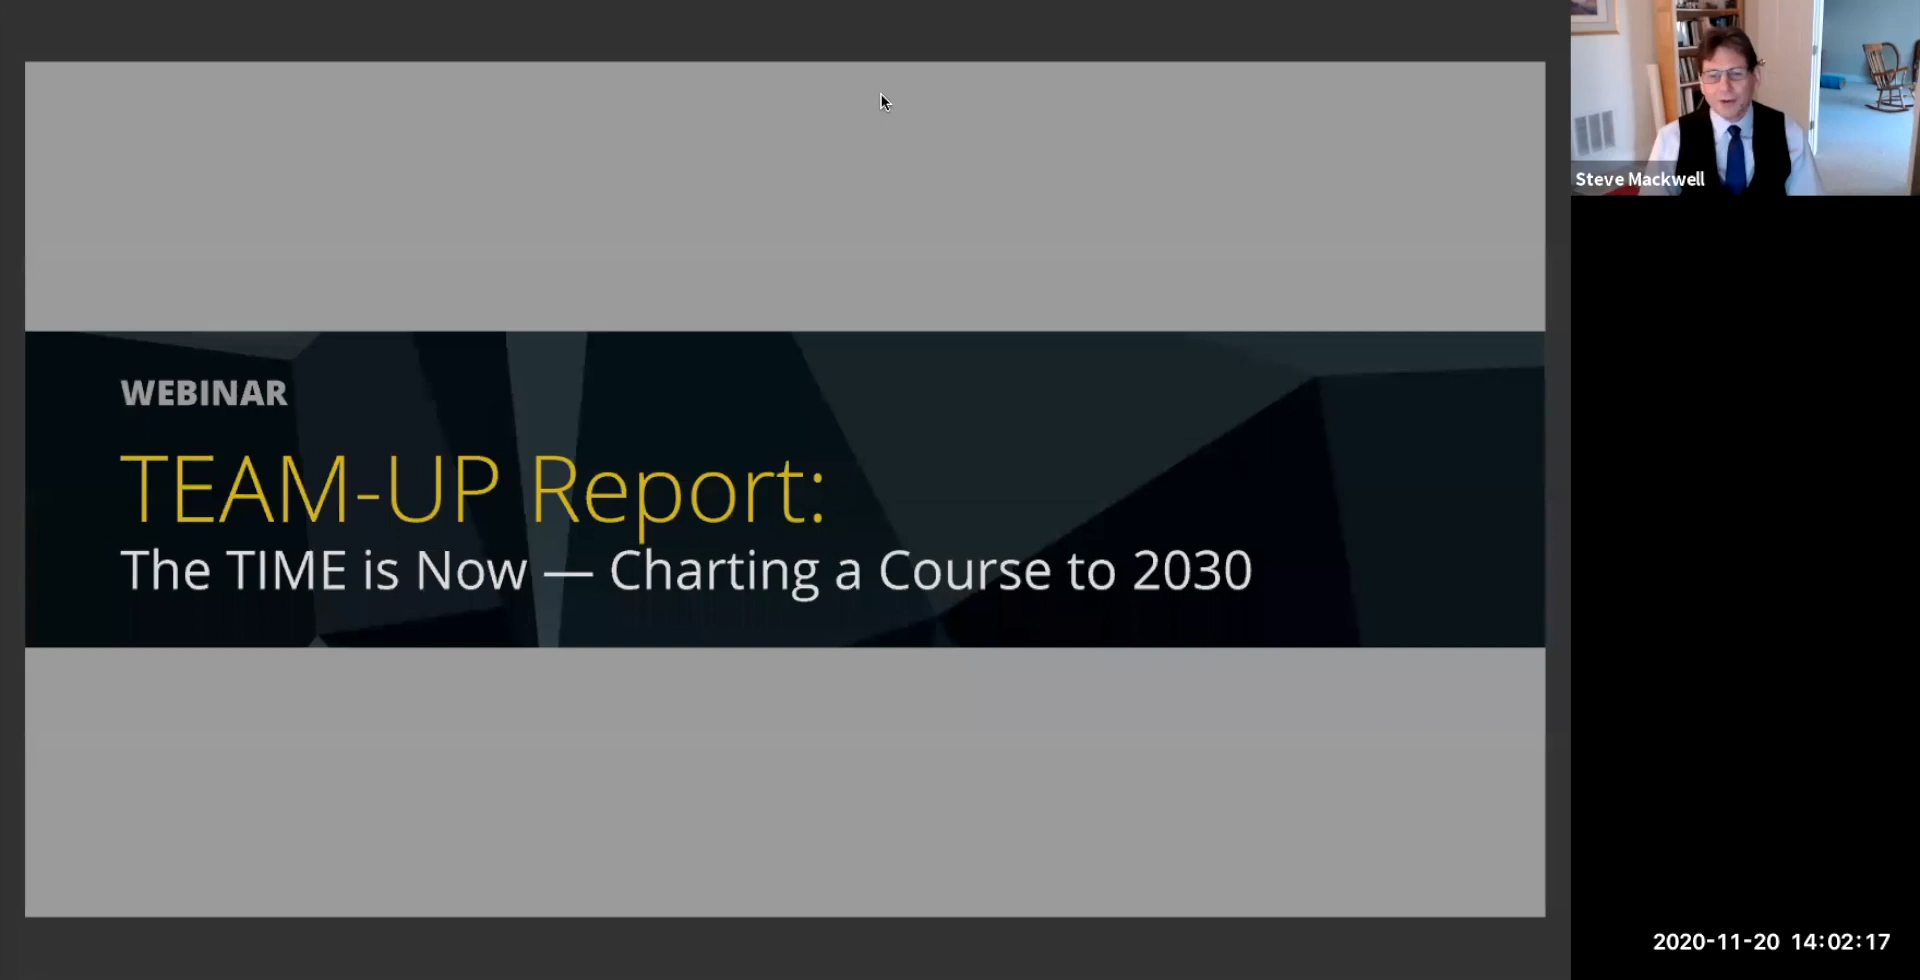 WEBINAR
TEAM-UP Report:
The TIME is Now — Charting a Course to 2030
Steve Mackwell
2020-11-20 14:02:17